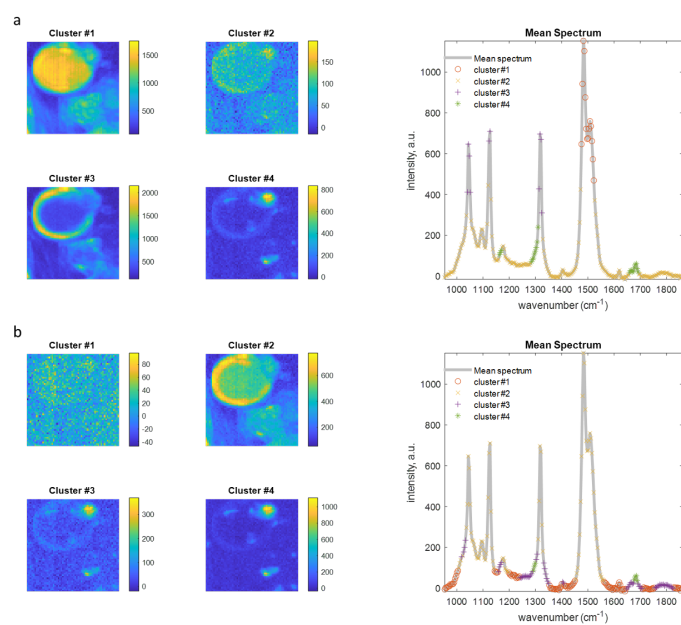 a
Cluster #1
1500
1000
500
Cluster #2
150
100
50
0
Cluster #3
2000
1500
1000
500
Cluster #4
800
600
400
200
0
Mean Spectrum
Mean spectrum
cluster #1
cluster #2
cluster #3
cluster #4
intensity, a.u.
1000
800
600
400
200
0
1000 1100 1200 1300 1400 1500 1600 1700 1800
wavenumber (cm-1)
b
Cluster #1
80
60
40
20
0
-20
-40
Cluster #2
600
400
200
Cluster #3
300
200
100
0
Cluster #4
1000
800
600
400
200
Mean Spectrum
Mean spectrum
cluster #1
cluster #2
cluster #3
cluster #4
intensity, a.u.
1000
800
600
400
200
0
1000 1100 1200 1300 1400 1500 1600 1700 1800
wavenumber (cm-1)